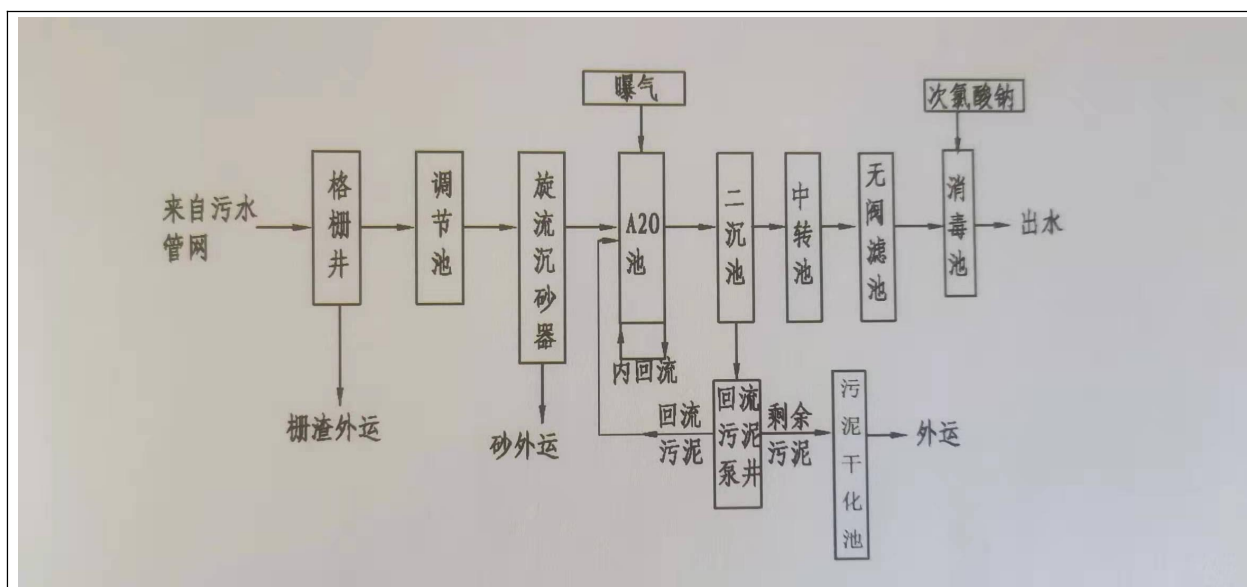 曝气
次氯酸钠
来自污水
管网
格栅井
调节池
旋流沉砂器
A2O
池
二沉池
中转池
无阀滤池
消毒池
出水
内回流
栅渣外运
砂外运
回流
污泥
回流
污泥
泵井
剩余
污泥
污泥干化池
外运